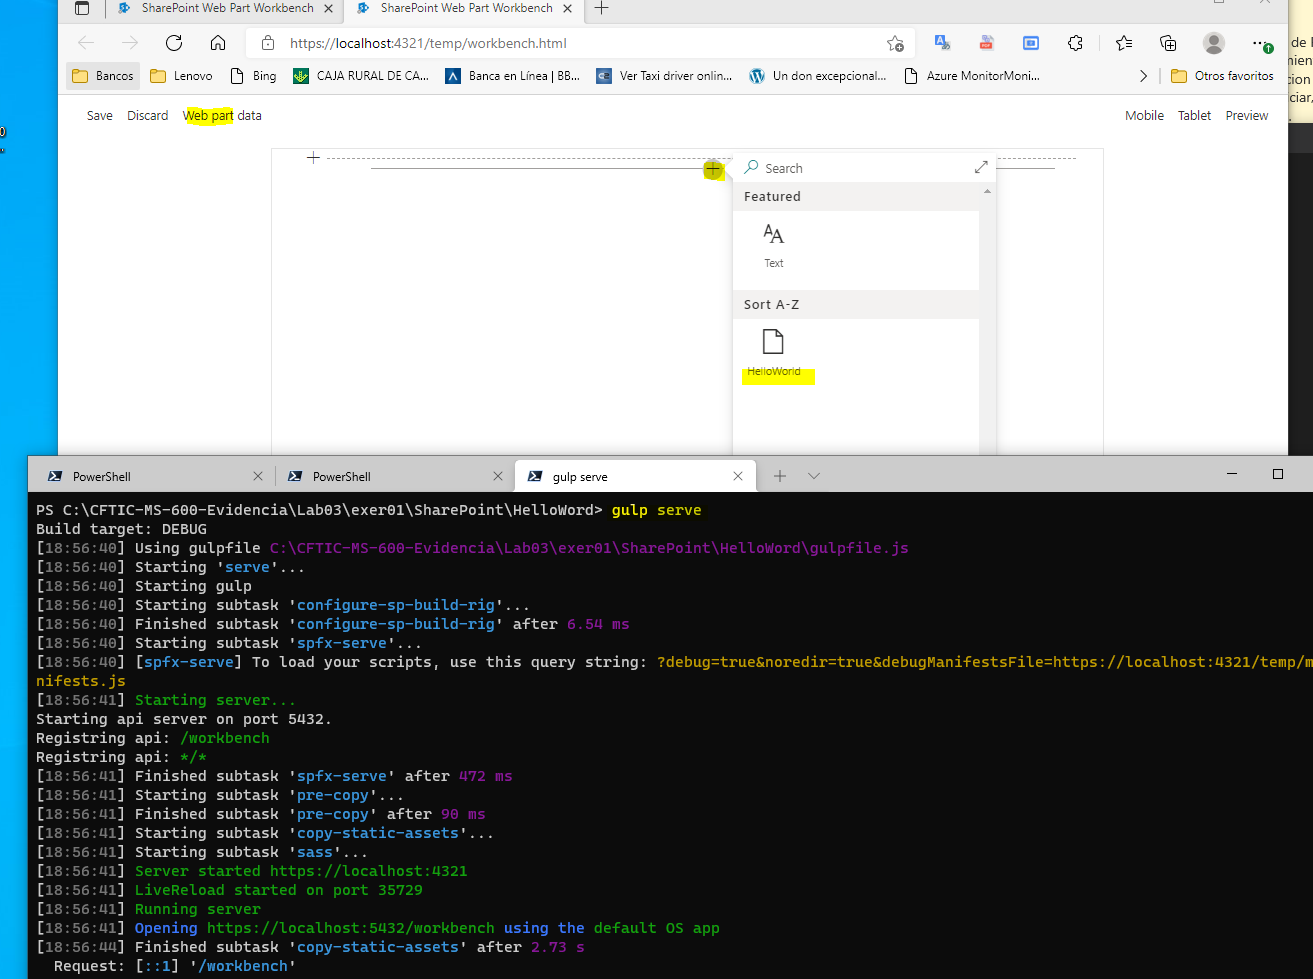 SharePoint Web Part Workbench
SharePoint Web Part Workbench
https://localhost:4321/temp/workbench.html
Bancos
Lenovo
Bing
CAJA RURAL DE CA...
Banca en Línea | BB...
Ver Taxi driver onlin...
Un don excepcional...
Azure MonitorMoni...
Otros favoritos
Save Discard Web part data
Mobile Tablet Preview
Search
Featured
Text
Sort A-Z
HelloWorld
PowerShell
PowerShell
gulp serve
PS C:\CFTIC-MS-600-Evidencia\Lab03\exer01\SharePoint\HelloWord> gulp serve
Build target: DEBUG
[18:56:40] Using gulpfile C:\CFTIC-MS-600-Evidencia\Lab03\exer01\SharePoint\HelloWord\gulpfile.js
[18:56:40] Starting 'serve'...
[18:56:40] Starting gulp
[18:56:40] Starting subtask 'configure-sp-build-rig'...
[18:56:40] Finished subtask 'configure-sp-build-rig' after 6.54 ms
[18:56:40] Starting subtask 'spfx-serve'...
[18:56:40] [spfx-serve] To load your scripts, use this query string: ?debug=true&noredir=true&debugManifestsFile=https://localhost:4321/temp/m
nifests.js
[18:56:41] Starting server...
Starting api server on port 5432.
Registring api: /workbench
Registring api: */*
[18:56:41] Finished subtask 'spfx-serve' after 472 ms
[18:56:41] Starting subtask 'pre-copy'...
[18:56:41] Finished subtask 'pre-copy' after 90 ms
[18:56:41] Starting subtask 'copy-static-assets'...
[18:56:41] Starting subtask 'sass'...
[18:56:41] Server started https://localhost:4321
[18:56:41] LiveReload started on port 35729
[18:56:41] Running server
[18:56:41] Opening https://localhost:5432/workbench using the default OS app
[18:56:44] Finished subtask 'copy-static-assets' after 2.73 s
Request: [::1] '/workbench'